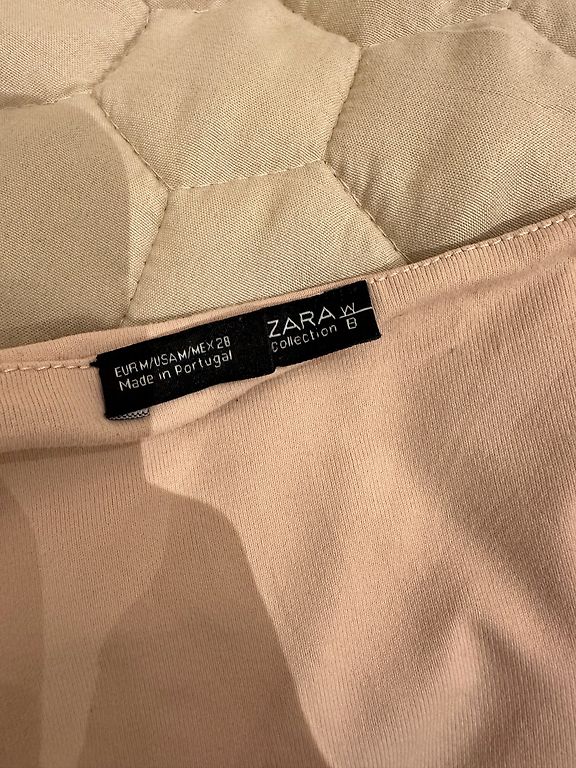 EUR M/USA M/MEX 28
Made in Portugal
ZARA W/B
Collection